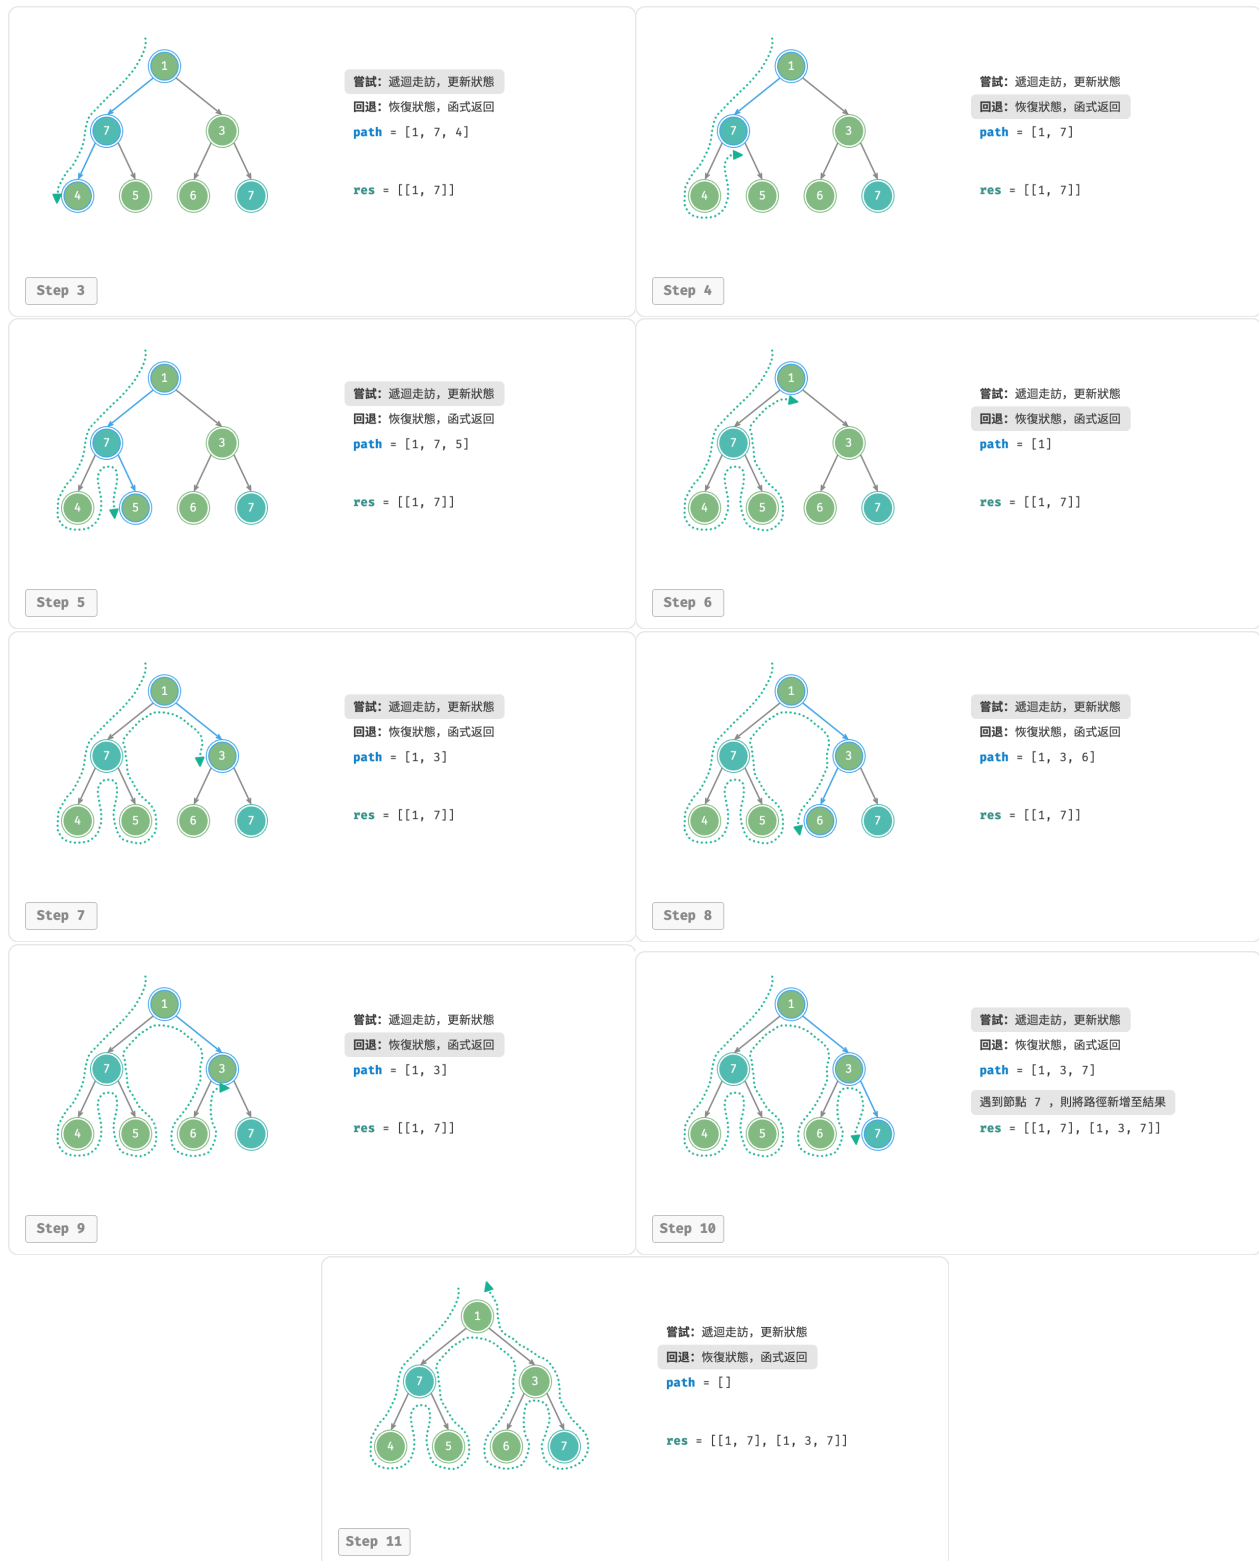 1
7
3
4
5
6
7
嘗試：遞迴走訪，更新狀態
回退：恢復狀態，函式返回
path = [1, 7, 4]
res = [[1, 7]]
Step 3
1
7
3
4
5
6
7
嘗試：遞迴走訪，更新狀態
回退：恢復狀態，函式返回
path = [1, 7]
res = [[1, 7]]
Step 4
1
7
3
4
5
6
7
嘗試：遞迴走訪，更新狀態
回退：恢復狀態，函式返回
path = [1, 7, 5]
res = [[1, 7]]
Step 5
1
7
3
4
5
6
7
嘗試：遞迴走訪，更新狀態
回退：恢復狀態，函式返回
path = [1]
res = [[1, 7]]
Step 6
1
7
3
4
5
6
7
嘗試：遞迴走訪，更新狀態
回退：恢復狀態，函式返回
path = [1, 3]
res = [[1, 7]]
Step 7
1
7
3
4
5
6
7
嘗試：遞迴走訪，更新狀態
回退：恢復狀態，函式返回
path = [1, 3, 6]
res = [[1, 7]]
Step 8
1
7
3
4
5
6
7
嘗試：遞迴走訪，更新狀態
回退：恢復狀態，函式返回
path = [1, 3]
res = [[1, 7]]
Step 9
1
7
3
4
5
6
7
嘗試：遞迴走訪，更新狀態
回退：恢復狀態，函式返回
path = [1, 3, 7]
遇到節點 7 ，則將路徑新增至結果
res = [[1, 7], [1, 3, 7]]
Step 10
1
7
3
4
5
6
7
嘗試：遞迴走訪，更新狀態
回退：恢復狀態，函式返回
path = []
res = [[1, 7], [1, 3, 7]]
Step 11